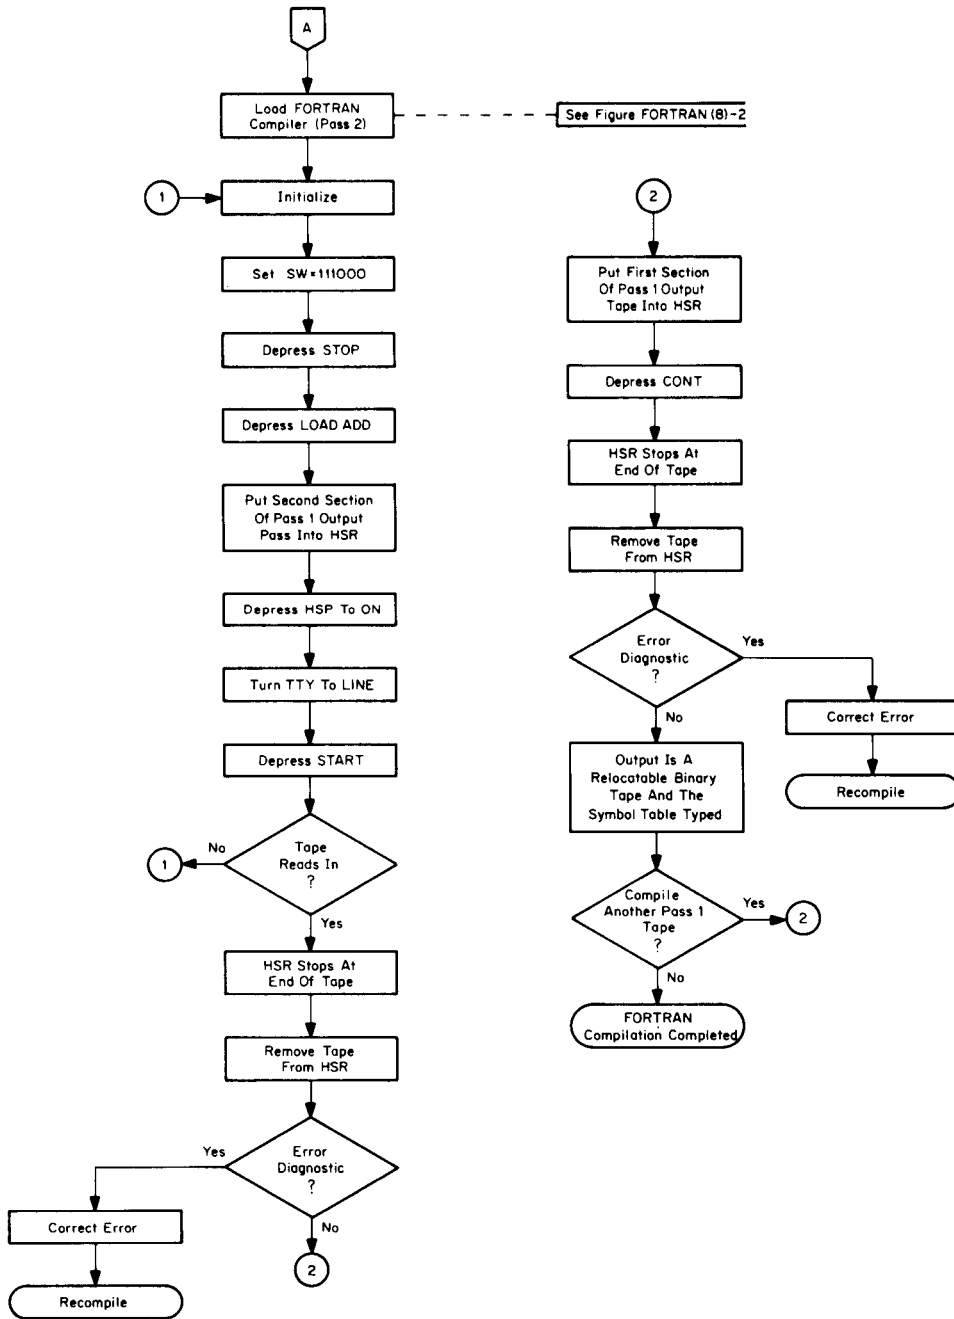 A
Load FORTRAN
Compiler (Pass 2)
See Figure FORTRAN (8)-2
1
Initialize
Set SW=111000
Depress STOP
Depress LOAD ADD
Put Second Section
Of Pass 1 Output
Pass Into HSR
Depress HSP To ON
Turn TTY To LINE
Depress START
Tape
Reads In
?
No
1
Yes
HSR Stops At
End Of Tape
Remove Tape
From HSR
Error
Diagnostic
?
Yes
Correct Error
Recompile
No
2
2
Put First Section
Of Pass 1 Output
Tape Into HSR
Depress CONT
HSR Stops At
End Of Tape
Remove Tape
From HSR
Error
Diagnostic
?
Yes
Correct Error
Recompile
No
Output Is A
Relocatable Binary
Tape And The
Symbol Table Typed
Compile
Another Pass 1
Tape
?
Yes
2
No
FORTRAN
Compilation Completed